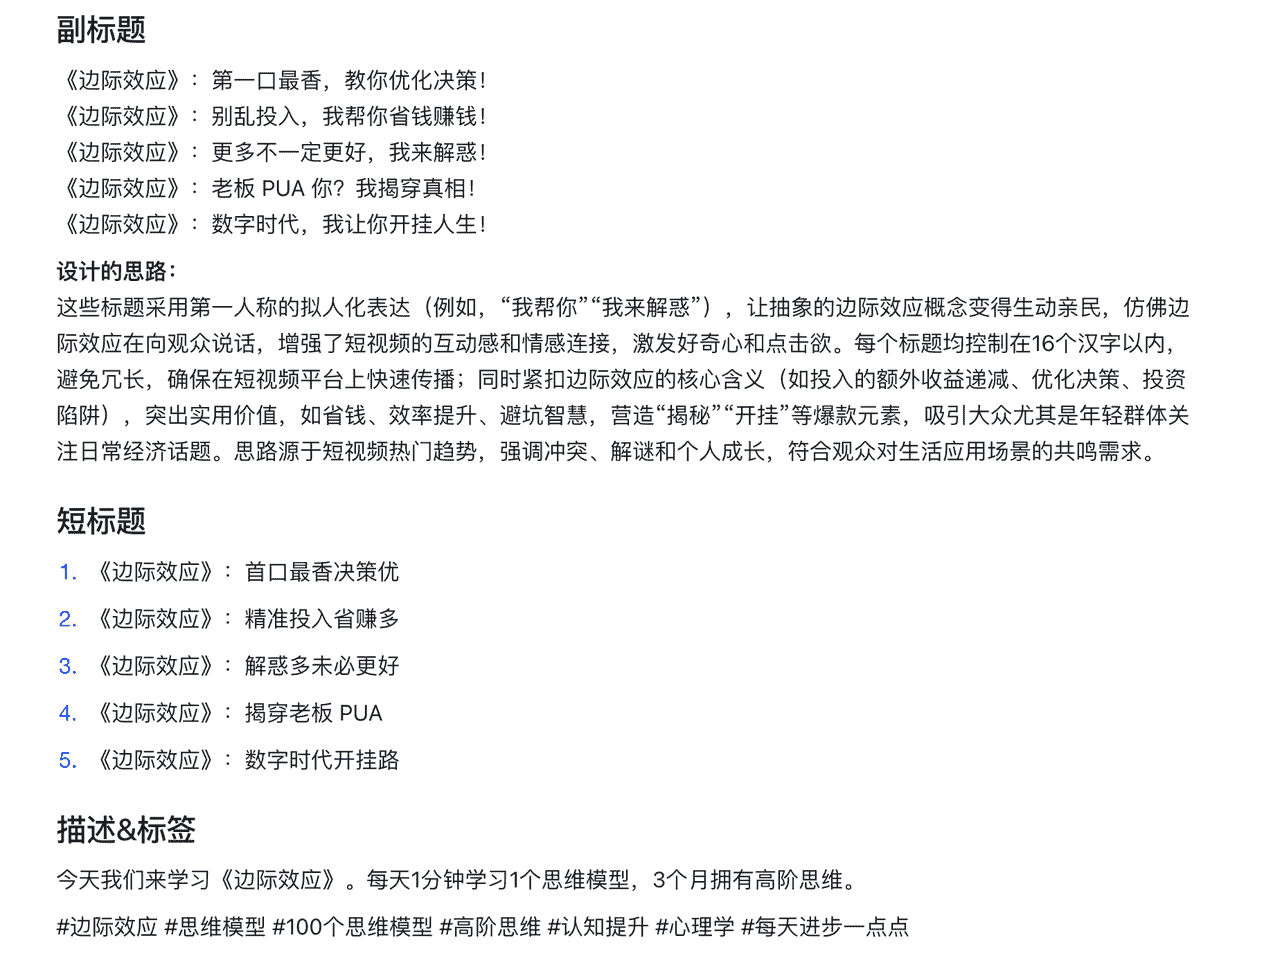 副标题
《边际效应》：第一口最香，教你优化决策！
《边际效应》：别乱投入，我帮你省钱赚钱！
《边际效应》：更多不一定更好，我来解惑！
《边际效应》：老板 PUA 你？我揭穿真相！
《边际效应》：数字时代，我让你开挂人生！
设计的思路：
这些标题采用第一人称的拟人化表达（例如，“我帮你”“我来解惑”），让抽象的边际效应概念变得生动亲民，仿佛边
际效应在向观众说话，增强了短视频的互动感和情感连接，激发好奇心和点击欲。每个标题均控制在16个汉字以内，
避免冗长，确保在短视频平台上快速传播；同时紧扣边际效应的核心含义（如投入的额外收益递减、优化决策、投资
陷阱），突出实用价值，如省钱、效率提升、避坑智慧，营造“揭秘”“开挂”等爆款元素，吸引大众尤其是年轻群体关
注日常经济话题。思路源于短视频热门趋势，强调冲突、解谜和个人成长，符合观众对生活应用场景的共鸣需求。
短标题
1. 《边际效应》：首口最香决策优
2. 《边际效应》：精准投入省赚多
3. 《边际效应》：解惑多未必更好
4. 《边际效应》：揭穿老板 PUA
5. 《边际效应》：数字时代开挂路
描述&标签
今天我们来学习《边际效应》。每天1分钟学习1个思维模型，3个月拥有高阶思维。
#边际效应 #思维模型 #100个思维模型 #高阶思维 #认知提升 #心理学 #每天进步一点点